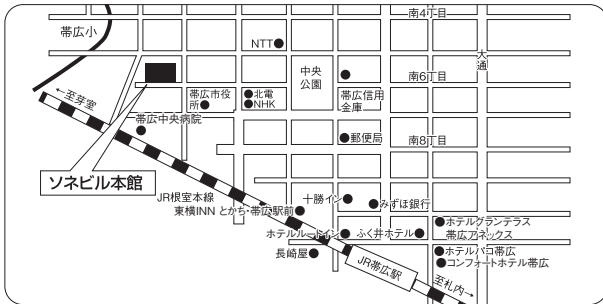 南4丁目
帯広小
NTT
大通
中央
公園
南6丁目
←至芽室
帯広市役
所
北電
NHK
帯広信用
金庫
帯広中央病院
郵便局
南8丁目
ソネビル本館
JR根室本線
十勝イン
みずほ銀行
東横INN とかち・帯広駅前
ホテルグランテラス
帯広アネックス
ホテルルートイン
ふく井ホテル
長崎屋
ホテルパコ帯広
コンフォートホテル帯広
JR帯広駅
至札内→